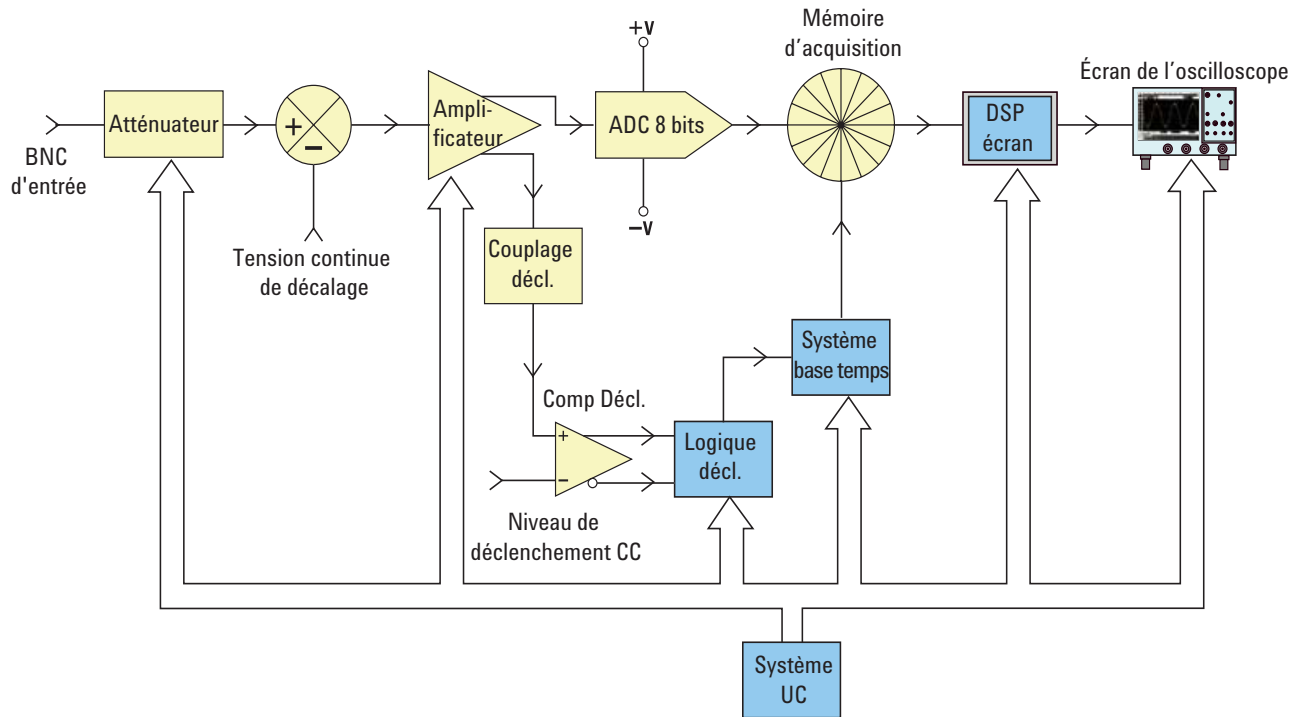 Mémoire
d'acquisition
Écran de l'oscilloscope
+v
Atténuateur
+
−
Ampli-
ficateur
ADC 8 bits
DSP
écran
BNC
d'entrée
−v
Tension continue
de décalage
Couplage
décl.
Système
base temps
Comp Décl.
+
−
Logique
décl.
Niveau de
déclenchement CC
Système
UC